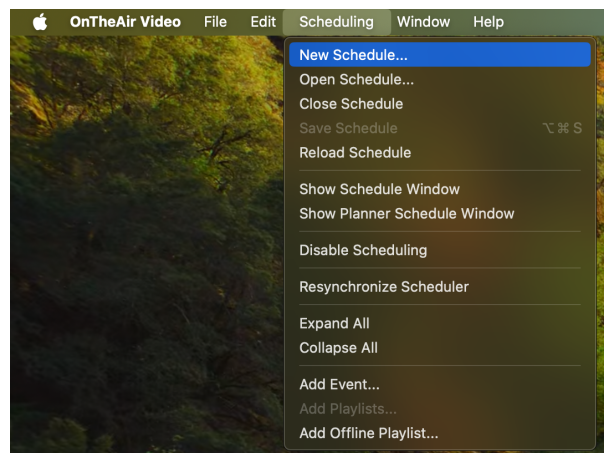 OnTheAir Video File Edit Scheduling Window Help
New Schedule...
Open Schedule...
Close Schedule
Save Schedule ⌥⌘S
Reload Schedule
Show Schedule Window
Show Planner Schedule Window
Disable Scheduling
Resynchronize Scheduler
Expand All
Collapse All
Add Event...
Add Playlists...
Add Offline Playlist...